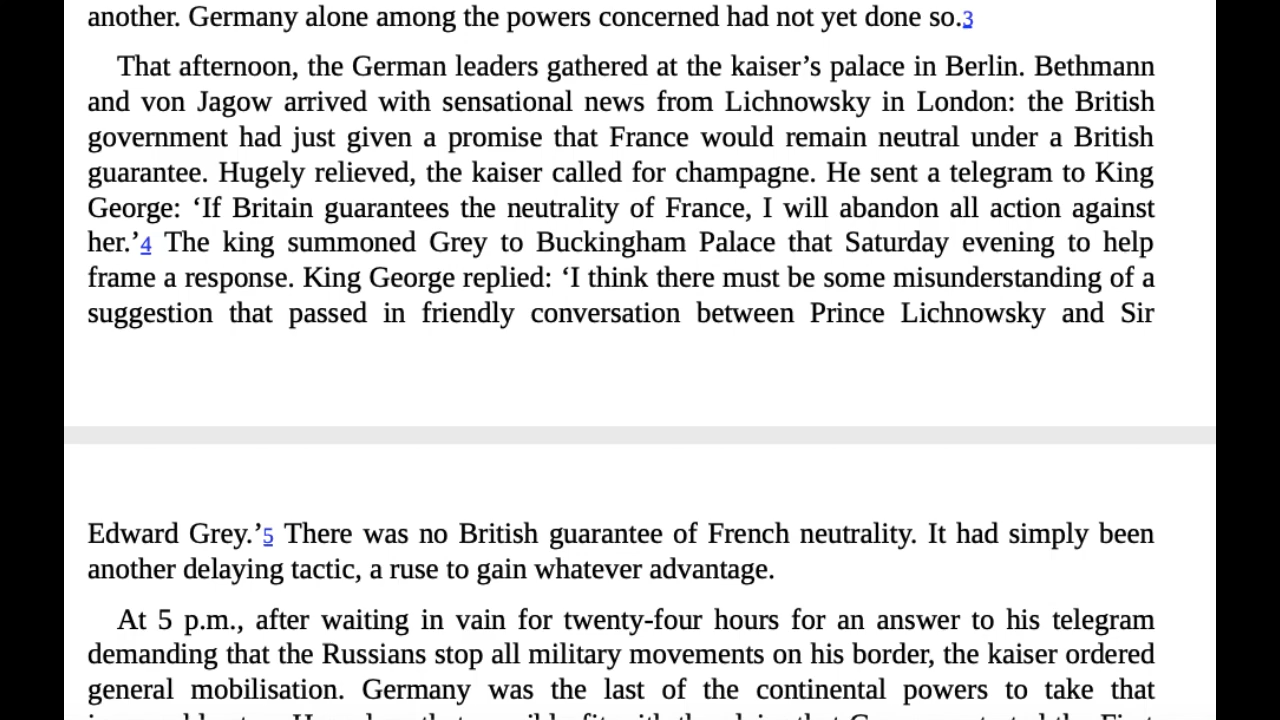 another. Germany alone among the powers concerned had not yet done so.3
That afternoon, the German leaders gathered at the kaiser’s palace in Berlin. Bethmann
and von Jagow arrived with sensational news from Lichnowsky in London: the British
government had just given a promise that France would remain neutral under a British
guarantee. Hugely relieved, the kaiser called for champagne. He sent a telegram to King
George: ‘If Britain guarantees the neutrality of France, I will abandon all action against
her.’4 The king summoned Grey to Buckingham Palace that Saturday evening to help
frame a response. King George replied: ‘I think there must be some misunderstanding of a
suggestion that passed in friendly conversation between Prince Lichnowsky and Sir
Edward Grey.’5 There was no British guarantee of French neutrality. It had simply been
another delaying tactic, a ruse to gain whatever advantage.
At 5 p.m., after waiting in vain for twenty-four hours for an answer to his telegram
demanding that the Russians stop all military movements on his border, the kaiser ordered
general mobilisation. Germany was the last of the continental powers to take that